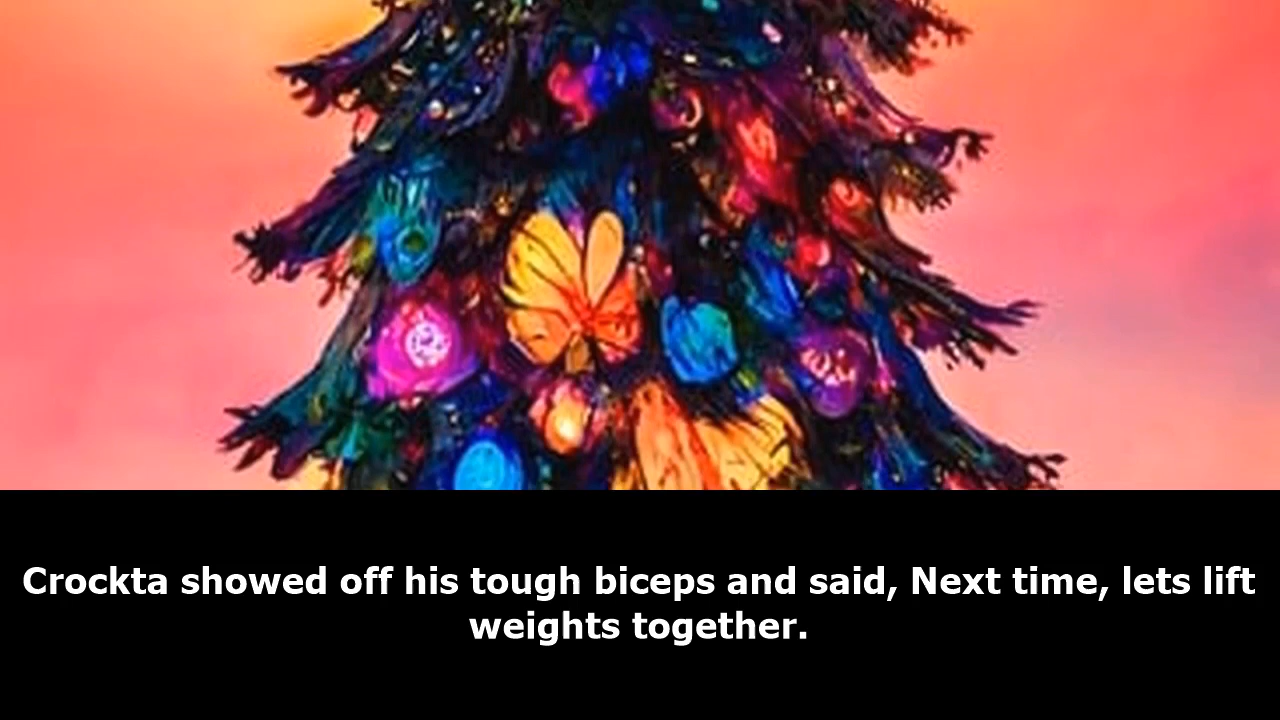 Crockta showed off his tough biceps and said, Next time, lets lift
weights together.